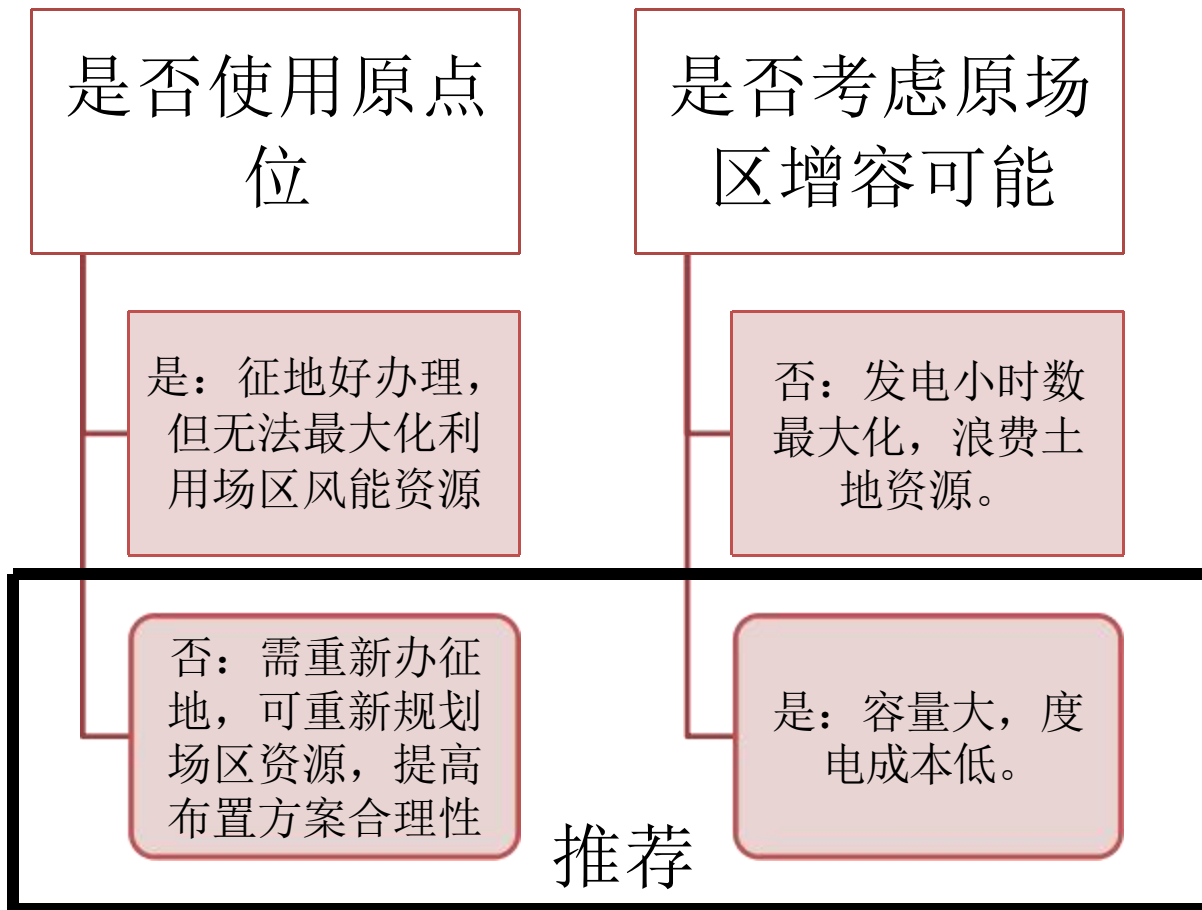 是否使用原点
位
是：征地好办理，
但无法最大化利
用场区风能资源
否：需重新办征
地，可重新规划
场区资源，提高
布置方案合理性
是否考虑原场
区增容可能
否：发电小时数
最大化，浪费土
地资源。
是：容量大，度
电成本低。
推荐